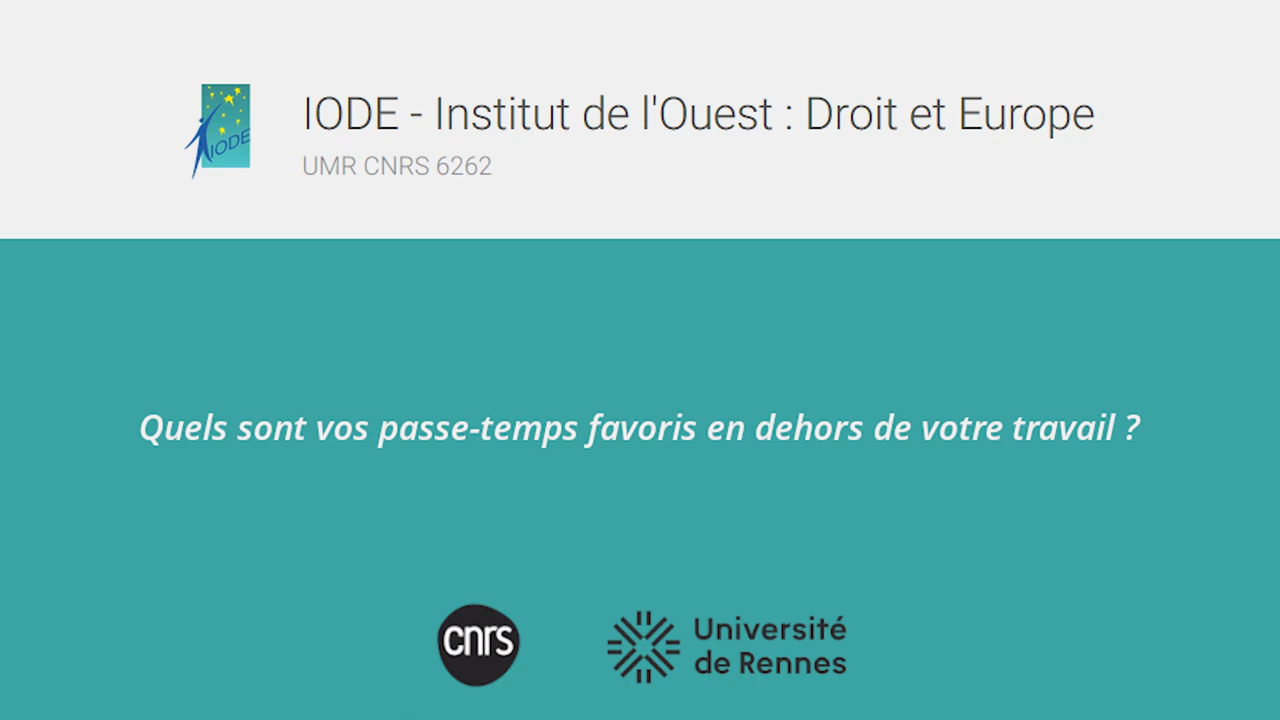 IODE
IODE - Institut de l'Ouest : Droit et Europe
UMR CNRS 6262
Quels sont vos passe-temps favoris en dehors de votre travail ?
cnrs
Université
de Rennes